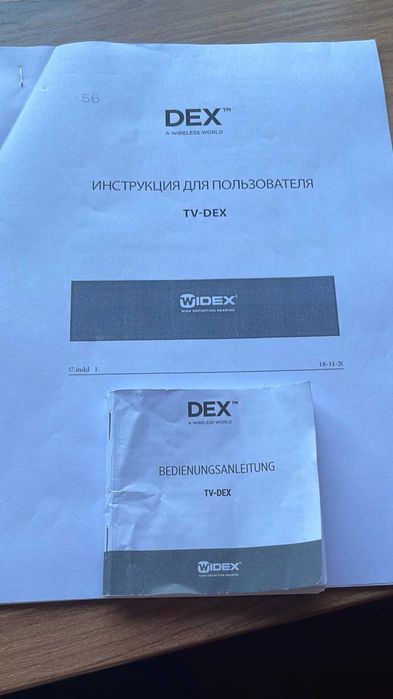 56
DEX™
A WIRELESS WORLD
ИНСТРУКЦИЯ ДЛЯ ПОЛЬЗОВАТЕЛЯ
TV-DEX
WIDEX®
HIGH DEFINITION HEARING
07.indd 1
18-11-20
DEX™
A WIRELESS WORLD
BEDIENUNGSANLEITUNG
TV-DEX
WIDEX®
HIGH DEFINITION HEARING